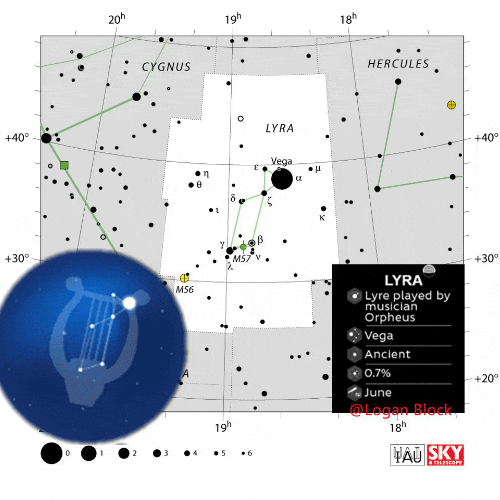 20h 19h 18h
CYGNUS
HERCULES
LYRA
+40° +40°
Vega
ε α μ
η
θ
δ ζ
ι κ
γ β
M57 ν
λ
+30° +30°
M56
LYRA
Lyre played by
musician
Orpheus
Vega
Ancient
0.7%
June
@Logan Block
A
+20°
19h 18h
0 1 2 3 4 5 6
IAU
SKY
& TELESCOPE